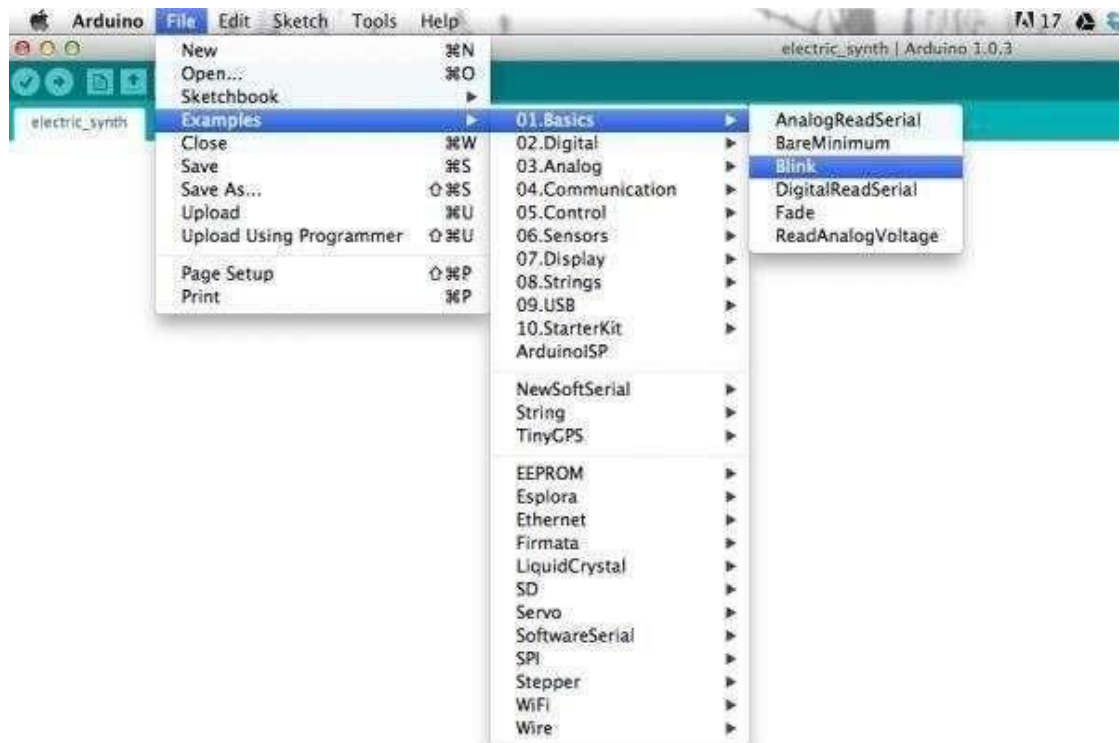 Arduino File Edit Sketch Tools Help 17
electric_synth | Arduino 1.0.3
electric_synth
New ⌘N
Open... ⌘O
Sketchbook ▶
Examples ▶
Close ⌘W
Save ⌘S
Save As... ⇧⌘S
Upload ⌘U
Upload Using Programmer ⇧⌘U
Page Setup ⇧⌘P
Print ⌘P
01.Basics ▶
02.Digital ▶
03.Analog ▶
04.Communication ▶
05.Control ▶
06.Sensors ▶
07.Display ▶
08.Strings ▶
09.USB ▶
10.StarterKit ▶
ArduinoISP
NewSoftSerial ▶
String ▶
TinyGPS ▶
EEPROM ▶
Esplora ▶
Ethernet ▶
Firmata ▶
LiquidCrystal ▶
SD ▶
Servo ▶
SoftwareSerial ▶
SPI ▶
Stepper ▶
WiFi ▶
Wire ▶
AnalogReadSerial
BareMinimum
Blink
DigitalReadSerial
Fade
ReadAnalogVoltage